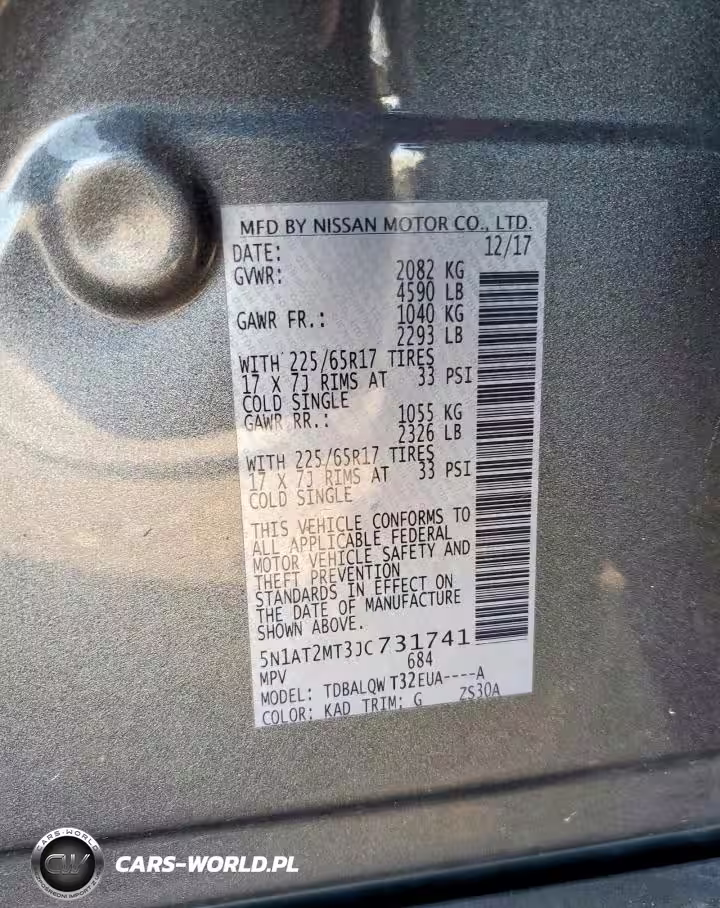 MFD BY NISSAN MOTOR CO., LTD.
DATE: 12/17
GVWR: 2082 KG
4590 LB
GAWR FR.: 1040 KG
2293 LB
WITH 225/65R17 TIRES
17 X 7J RIMS AT 33 PSI
COLD SINGLE
GAWR RR.: 1055 KG
2326 LB
WITH 225/65R17 TIRES
17 X 7J RIMS AT 33 PSI
COLD SINGLE
THIS VEHICLE CONFORMS TO
ALL APPLICABLE FEDERAL
MOTOR VEHICLE SAFETY AND
THEFT PREVENTION
STANDARDS IN EFFECT ON
THE DATE OF MANUFACTURE
SHOWN ABOVE.
5N1AT2MT3JC731741
MPV 684
MODEL: TDBALQW T32EUA----A
COLOR: KAD TRIM: G ZS30A
CARS-WORLD
CW
CARS-WORLD.PL